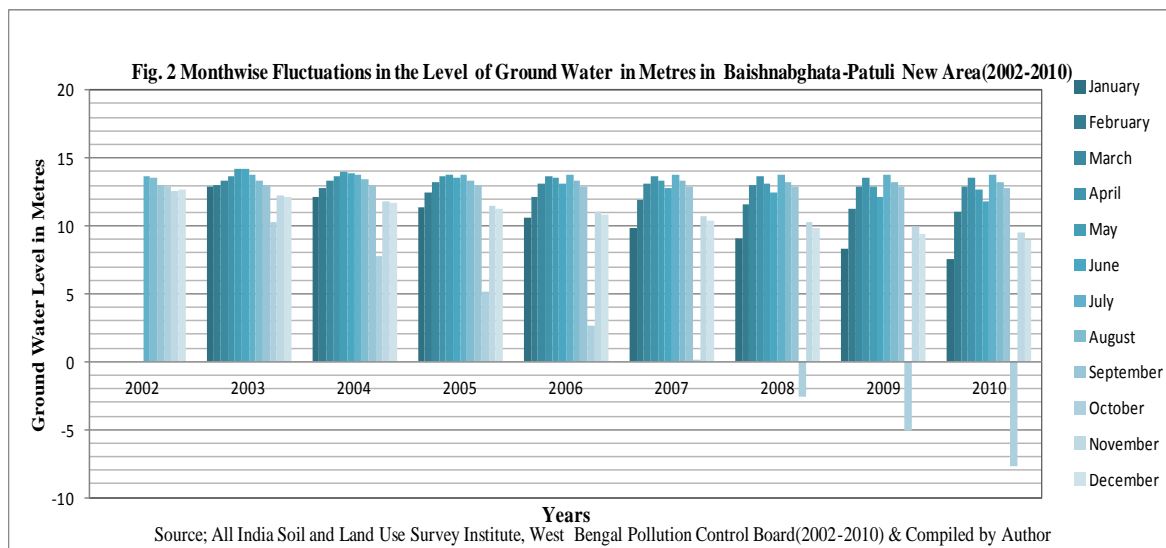 Fig. 2 Monthwise Fluctuations in the Level of Ground Water in Metres in Baishnabghata-Patuli New Area(2002-2010)
Ground Water Level in Metres
20
15
10
5
0
-5
-10
2002 2003 2004 2005 2006 2007 2008 2009 2010
Years
January
February
March
April
May
June
July
August
September
October
November
December
Source; All India Soil and Land Use Survey Institute, West Bengal Pollution Control Board(2002-2010) & Compiled by Author